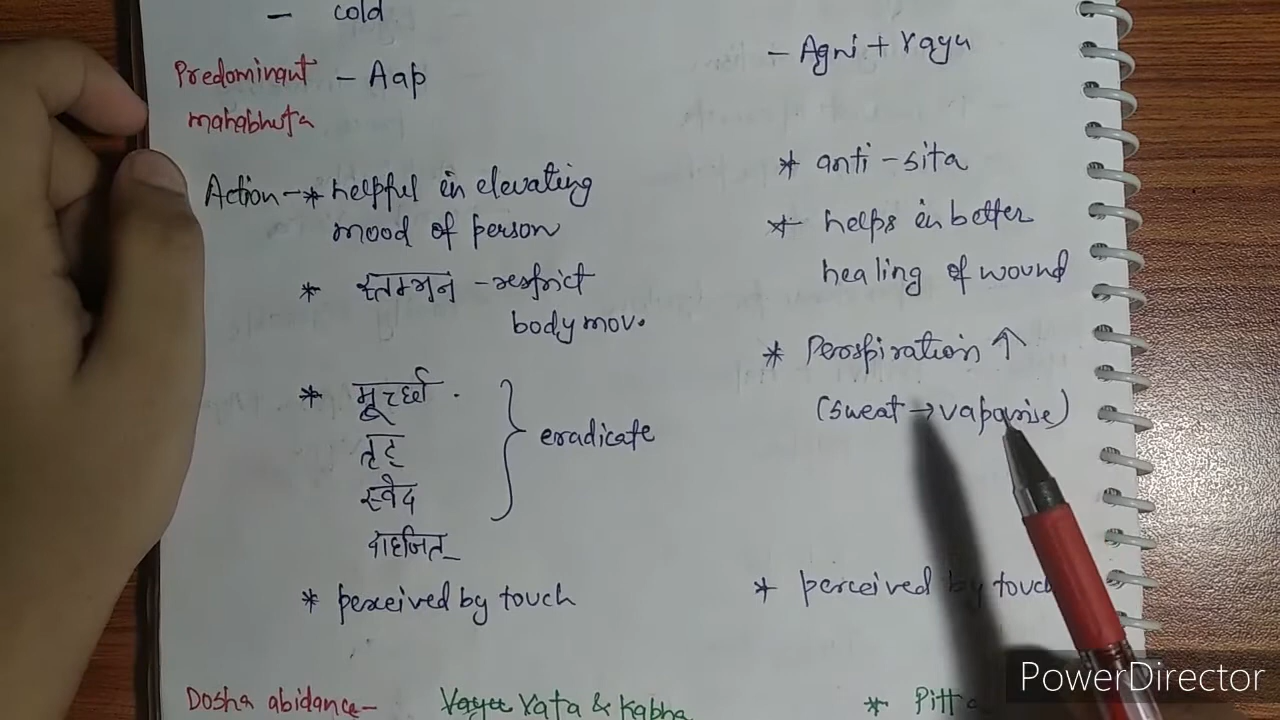 - cold
- Agni + vayu
Predominant - Aap
mahabhuta
* anti-sita
Action-* helpful in elevating
mood of person
* helps in better
healing of wound
* स्तम्भन - restrict
body mov.
* Perospiration ↑
(sweat → vaporise)
* मूर्च्छा
तृट्
स्वेद
दाहजित
} eradicate
* perceived by touch
* perceived by touch
Dosha abidance- Vata & Kapha
* Pitta
PowerDirector